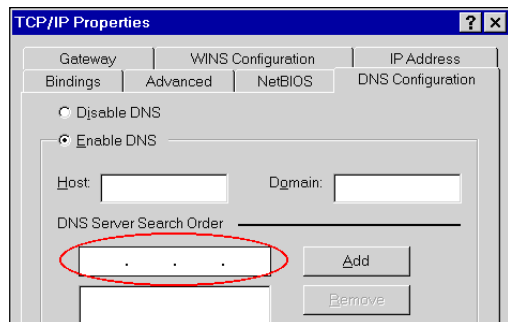 TCP/IP Properties ? ×
Gateway WINS Configuration IP Address
Bindings Advanced NetBIOS DNS Configuration
Disable DNS
Enable DNS
Host: Domain:
DNS Server Search Order
. . . Add
Remove